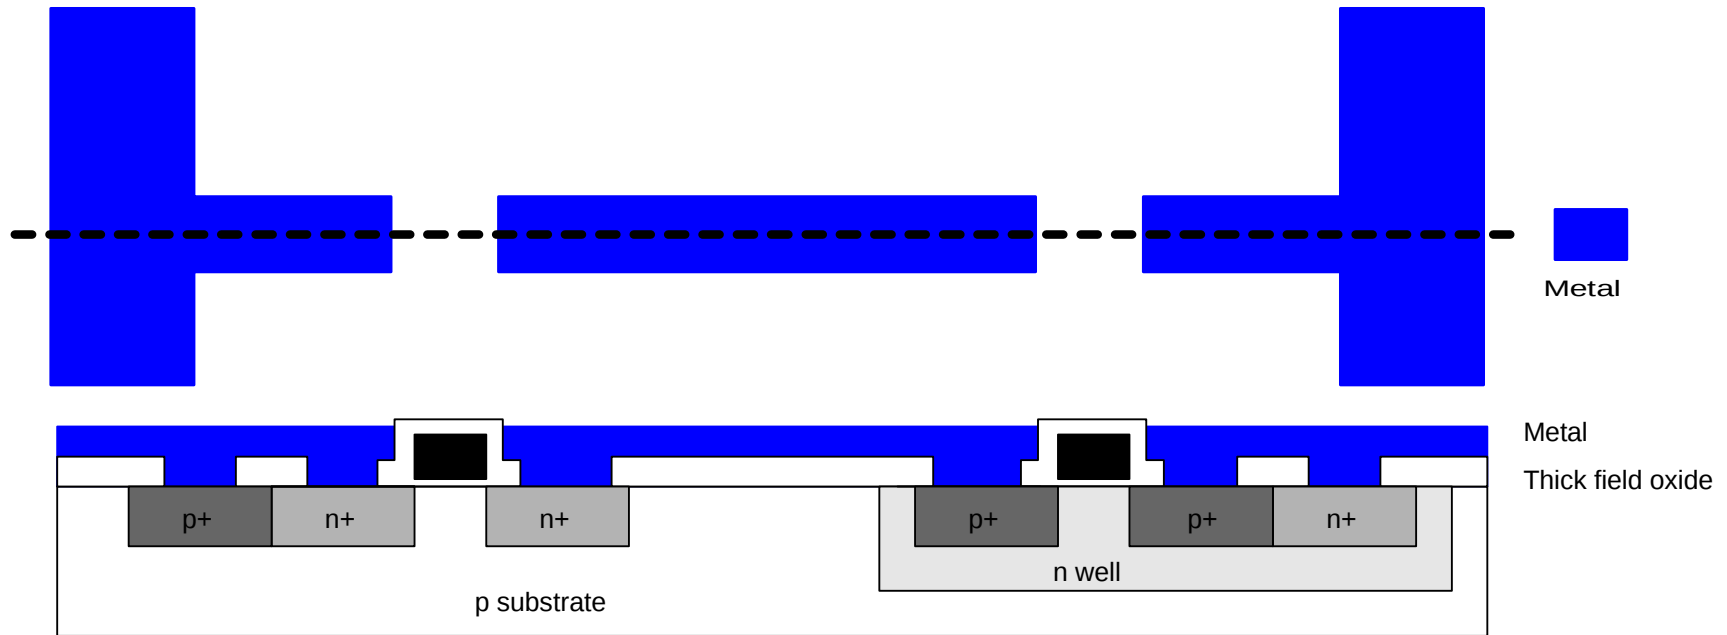 Metal
Metal
Thick field oxide
p+
n+
n+
p+
p+
n+
n well
p substrate